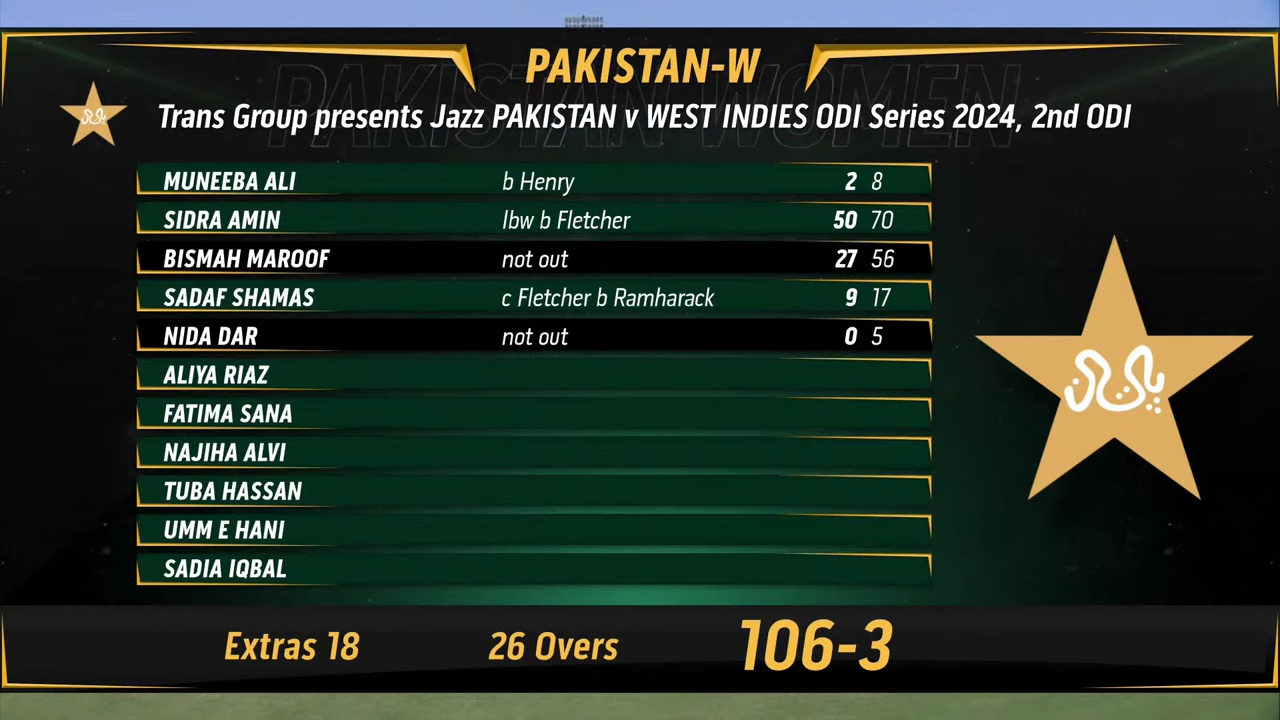 PAKISTAN-W
PAKISTAN WOMEN
Trans Group presents Jazz PAKISTAN v WEST INDIES ODI Series 2024, 2nd ODI
MUNEEBA ALI b Henry 2 8
SIDRA AMIN lbw b Fletcher 50 70
BISMAH MAROOF not out 27 56
SADAF SHAMAS c Fletcher b Ramharack 9 17
NIDA DAR not out 0 5
ALIYA RIAZ
FATIMA SANA
NAJIHA ALVI
TUBA HASSAN
UMM E HANI
SADIA IQBAL
پاکستان
Extras 18 26 Overs 106-3